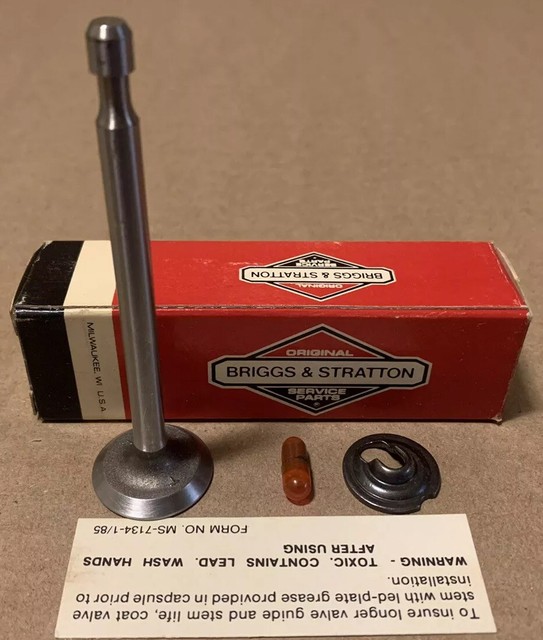 ORIGINAL
BRIGGS & STRATTON
SERVICE
PARTS
ORIGINAL
BRIGGS & STRATTON
SERVICE
PARTS
®
MILWAUKEE, WI U.S.A
To insure longer valve guide and stem life, coat valve
stem with led-plate grease provided in capsule prior to
installation.
WARNING - TOXIC. CONTAINS LEAD. WASH HANDS
AFTER USING
FORM NO. MS-7134-1/85